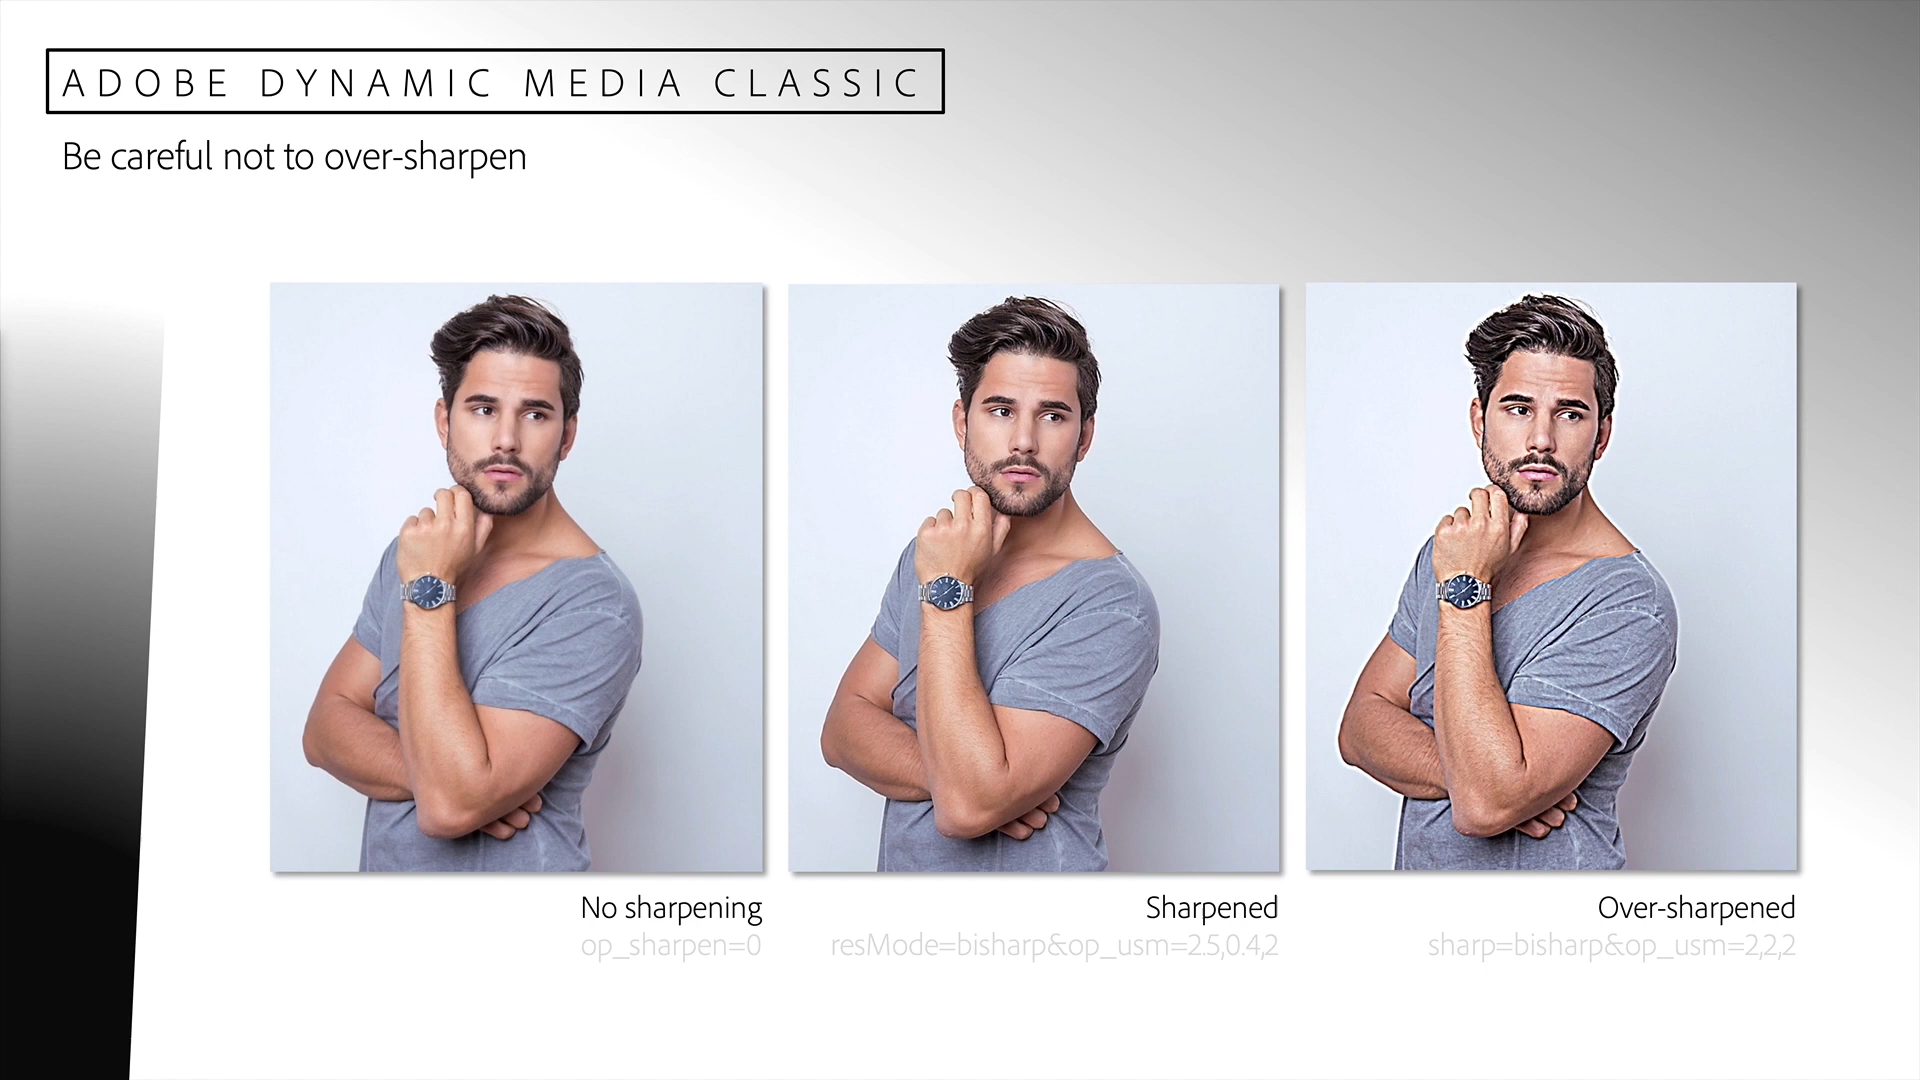 ADOBE DYNAMIC MEDIA CLASSIC
Be careful not to over-sharpen
No sharpening
op_sharpen=0
Sharpened
resMode=bisharp&op_usm=2.5,0.4,2
Over-sharpened
sharp=bisharp&op_usm=2,2,2